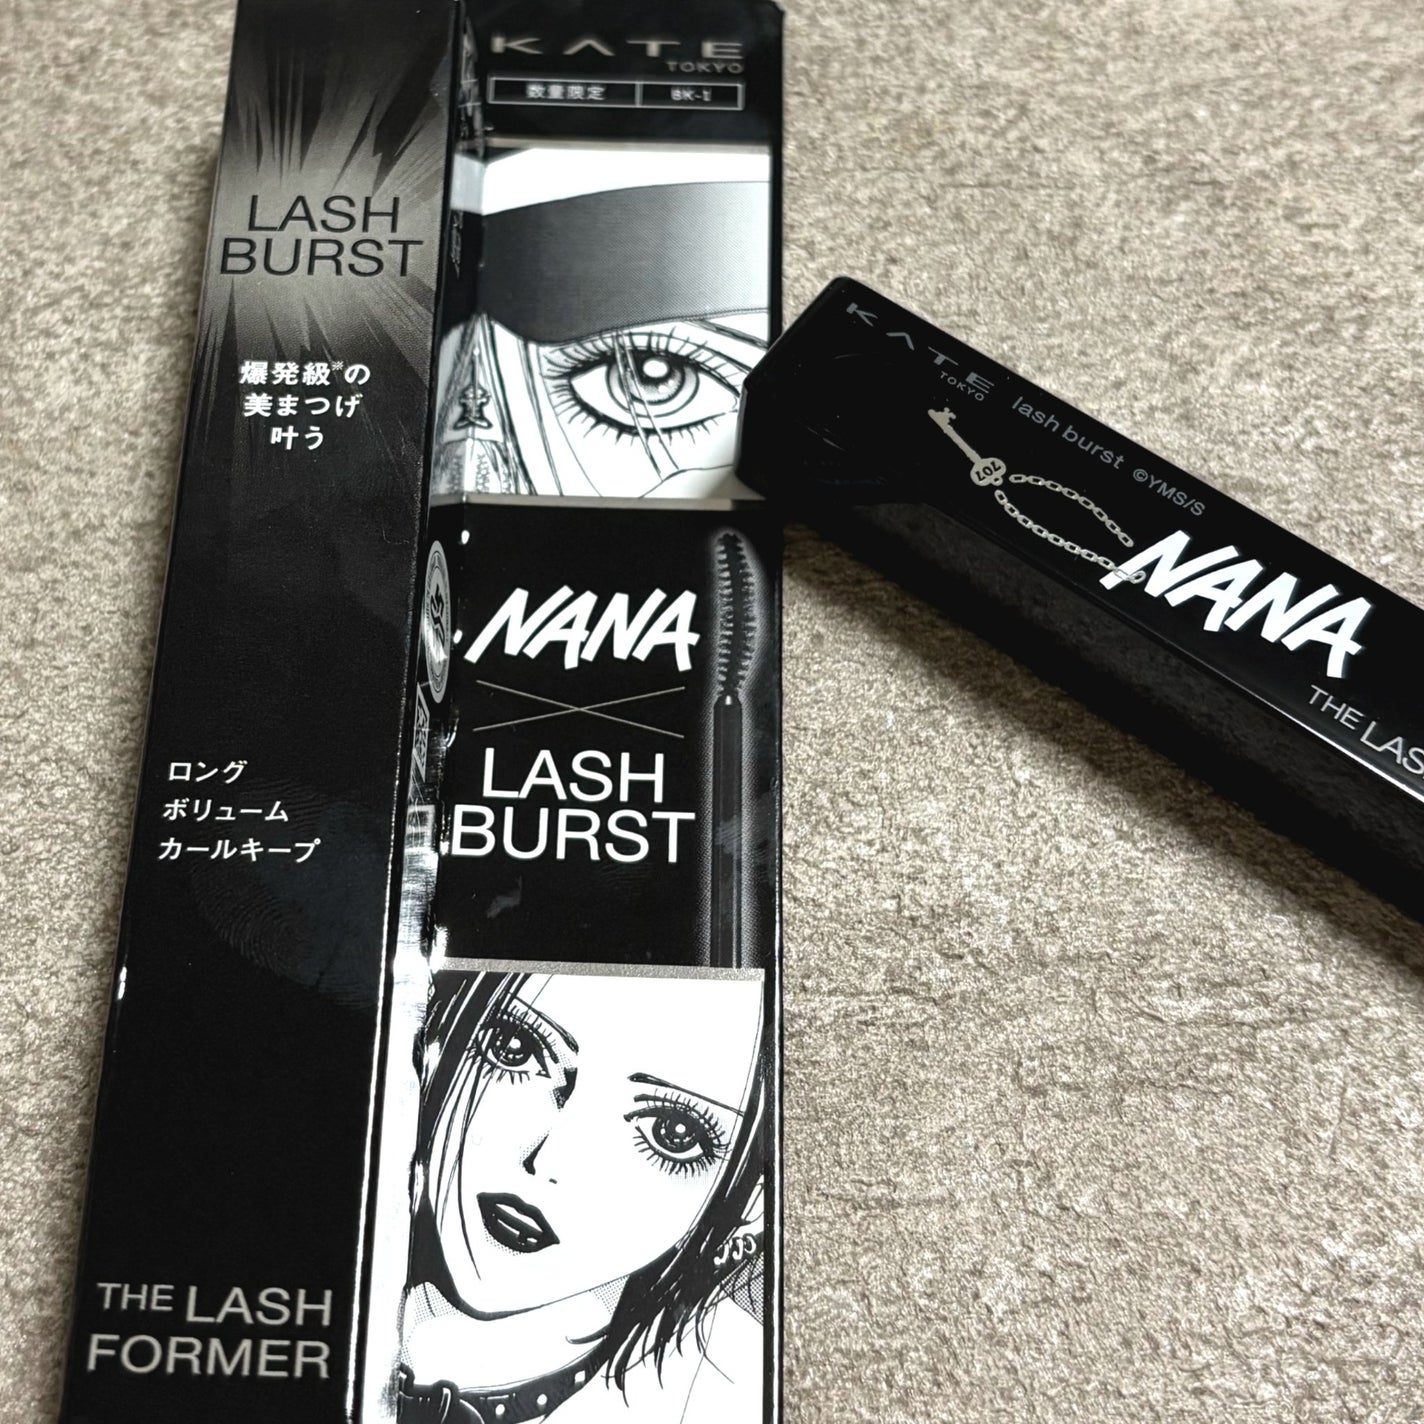 LASH
BURST
爆発級※の
美まつげ
叶う
ロング
ボリューム
カールキープ
THE LASH
FORMER
KATE
TOKYO
数量限定 BK-1
NANA
LASH
BURST
KATE
TOKYO
lash burst ©YMS/S
707
NANA
THE LAS